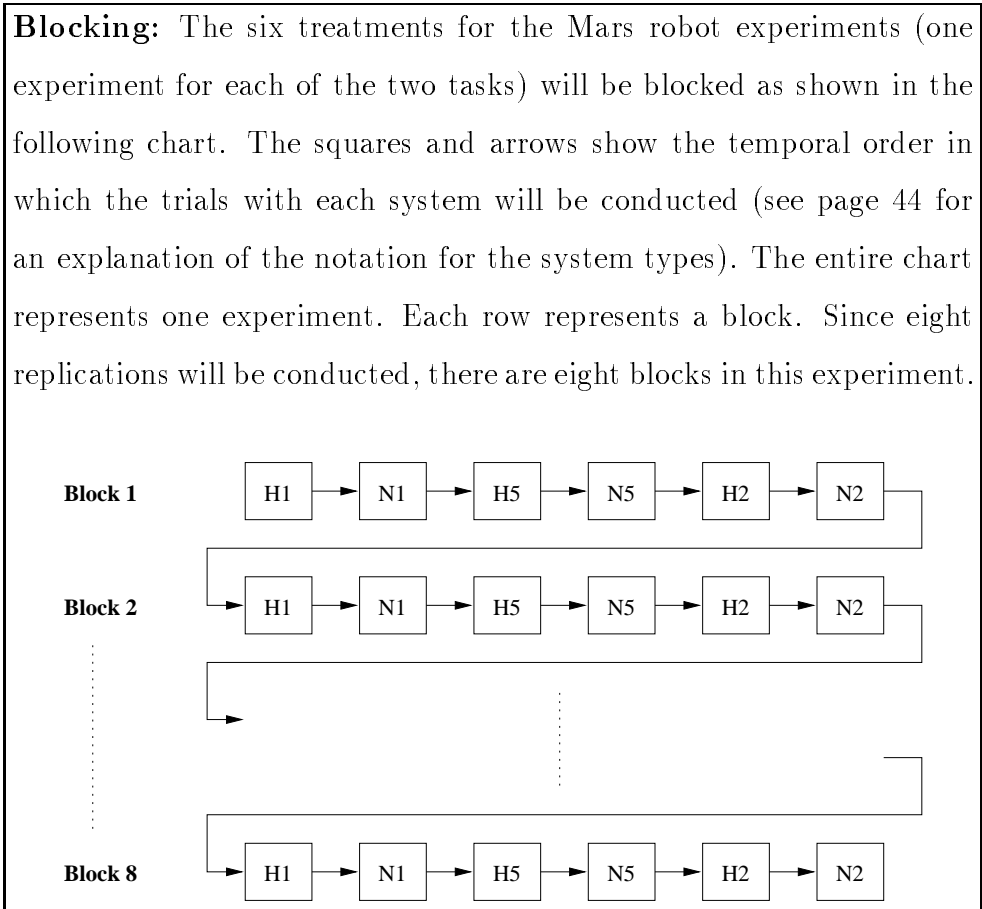 Blocking: The six treatments for the Mars robot experiments (one
experiment for each of the two tasks) will be blocked as shown in the
following chart. The squares and arrows show the temporal order in
which the trials with each system will be conducted (see page 44 for
an explanation of the notation for the system types). The entire chart
represents one experiment. Each row represents a block. Since eight
replications will be conducted, there are eight blocks in this experiment.
Block 1 H1 N1 H5 N5 H2 N2
Block 2 H1 N1 H5 N5 H2 N2
Block 8 H1 N1 H5 N5 H2 N2